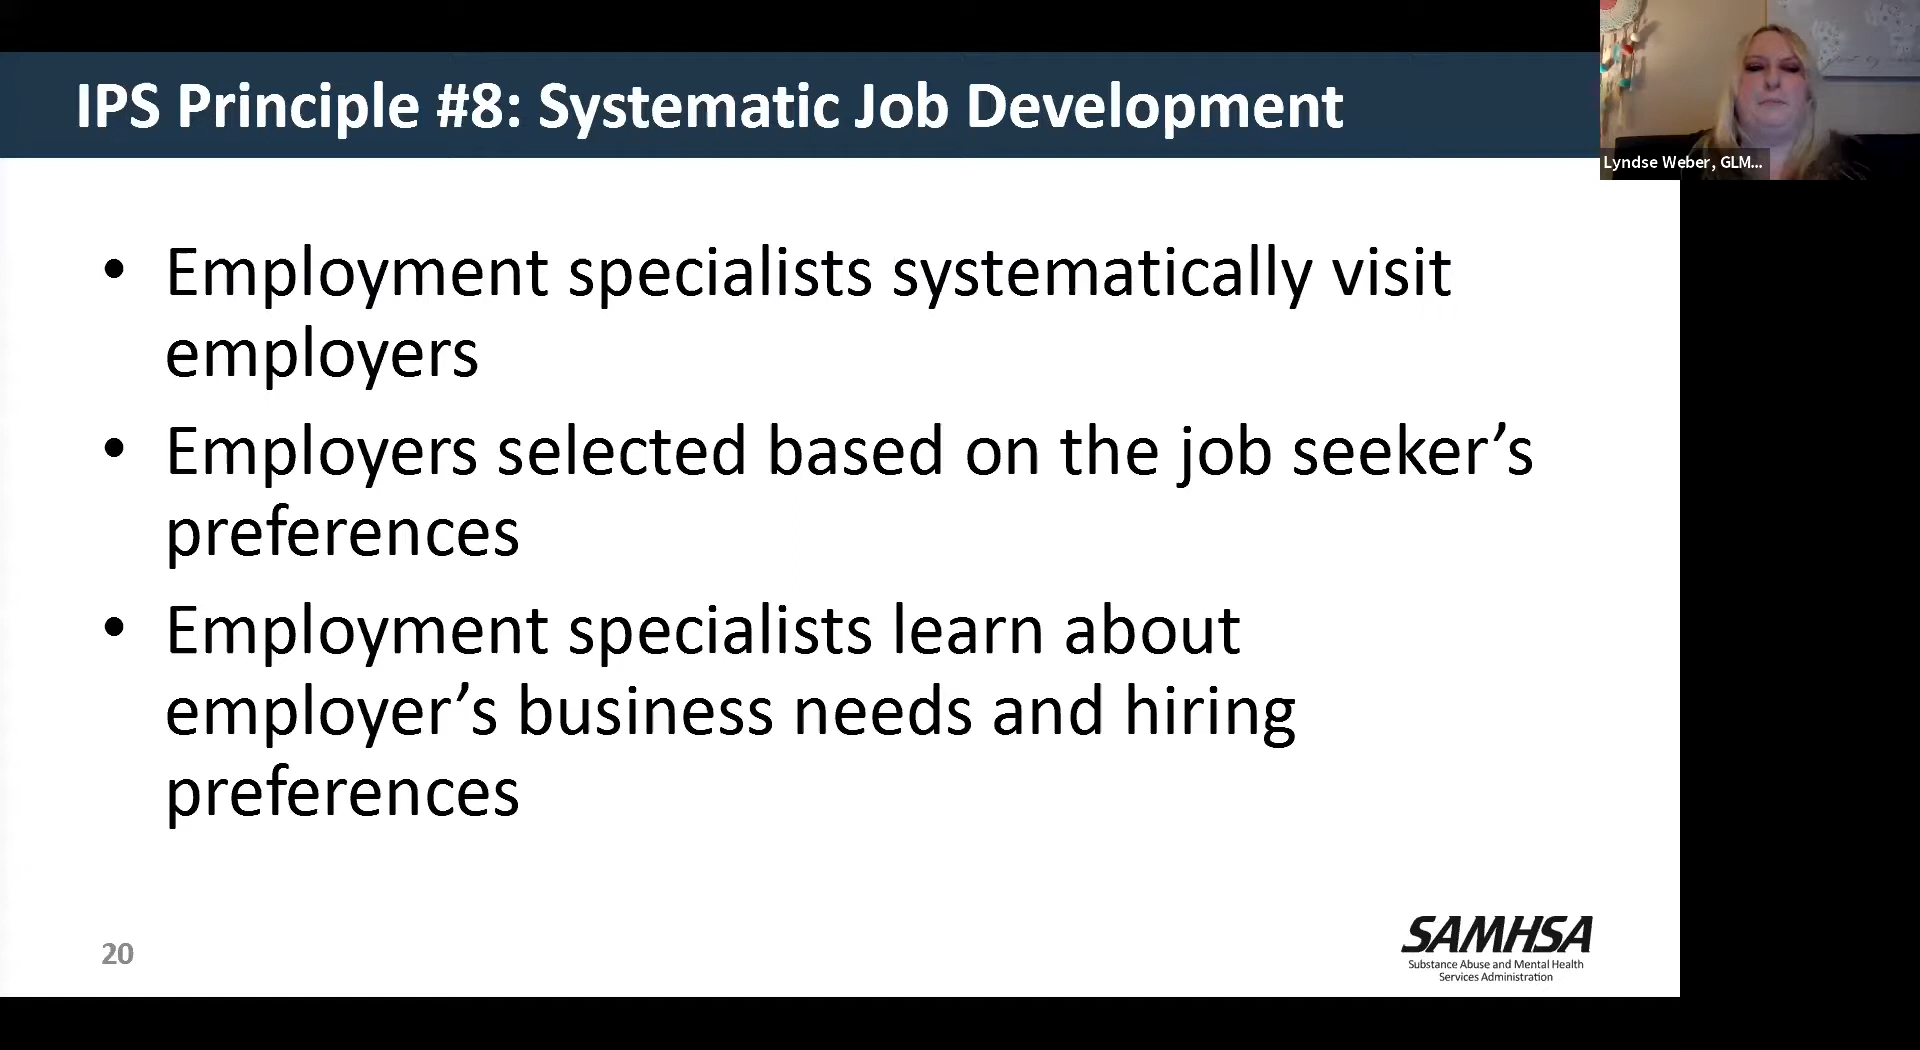 IPS Principle #8: Systematic Job Development
Lyndse Weber, GLM...
• Employment specialists systematically visit
employers
• Employers selected based on the job seeker’s
preferences
• Employment specialists learn about
employer’s business needs and hiring
preferences
20
SAMHSA
Substance Abuse and Mental Health
Services Administration